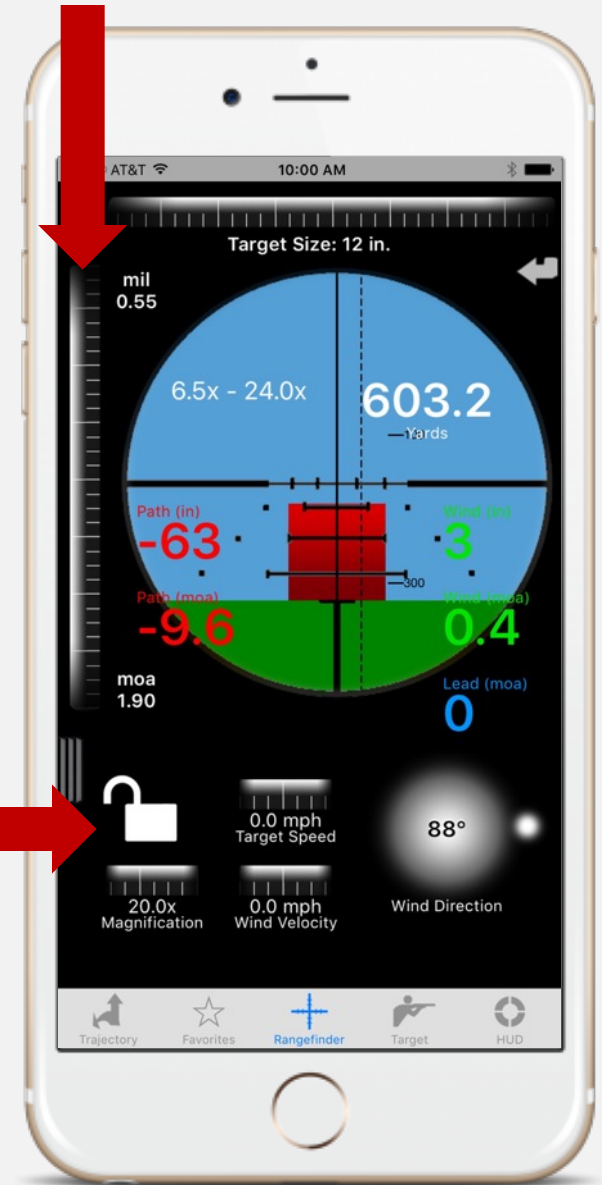 AT&T
10:00 AM
Target Size: 12 in.
mil
0.55
6.5x - 24.0x
603.2
Yards
Path (in)
-63
Wind (in)
3
300
Path (moa)
-9.6
Wind (moa)
0.4
moa
1.90
Lead (moa)
0
0.0 mph
Target Speed
88°
20.0x
Magnification
0.0 mph
Wind Velocity
Wind Direction
Trajectory
Favorites
Rangefinder
Target
HUD